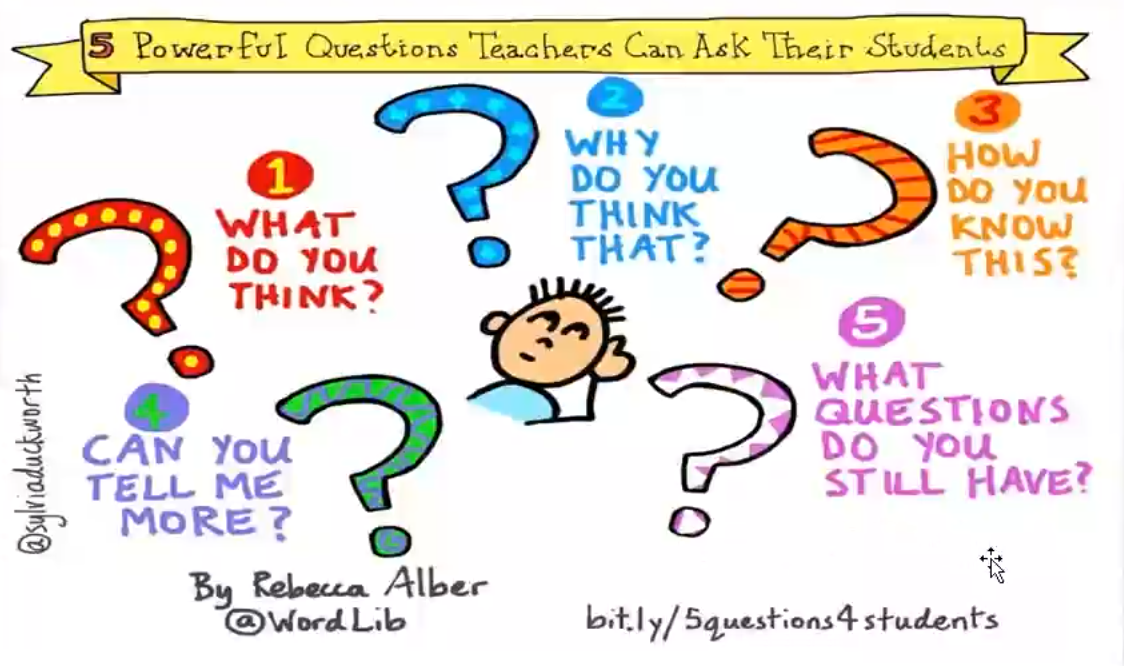 5 Powerful Questions Teachers Can Ask Their Students
1
WHAT
DO YOU
THINK?
2
WHY
DO YOU
THINK
THAT?
3
HOW
DO YOU
KNOW
THIS?
4
CAN YOU
TELL ME
MORE?
5
WHAT
QUESTIONS
DO YOU
STILL HAVE?
@sylviaduckworth
By Rebecca Alber
@WordLib
bit.ly/5questions4students